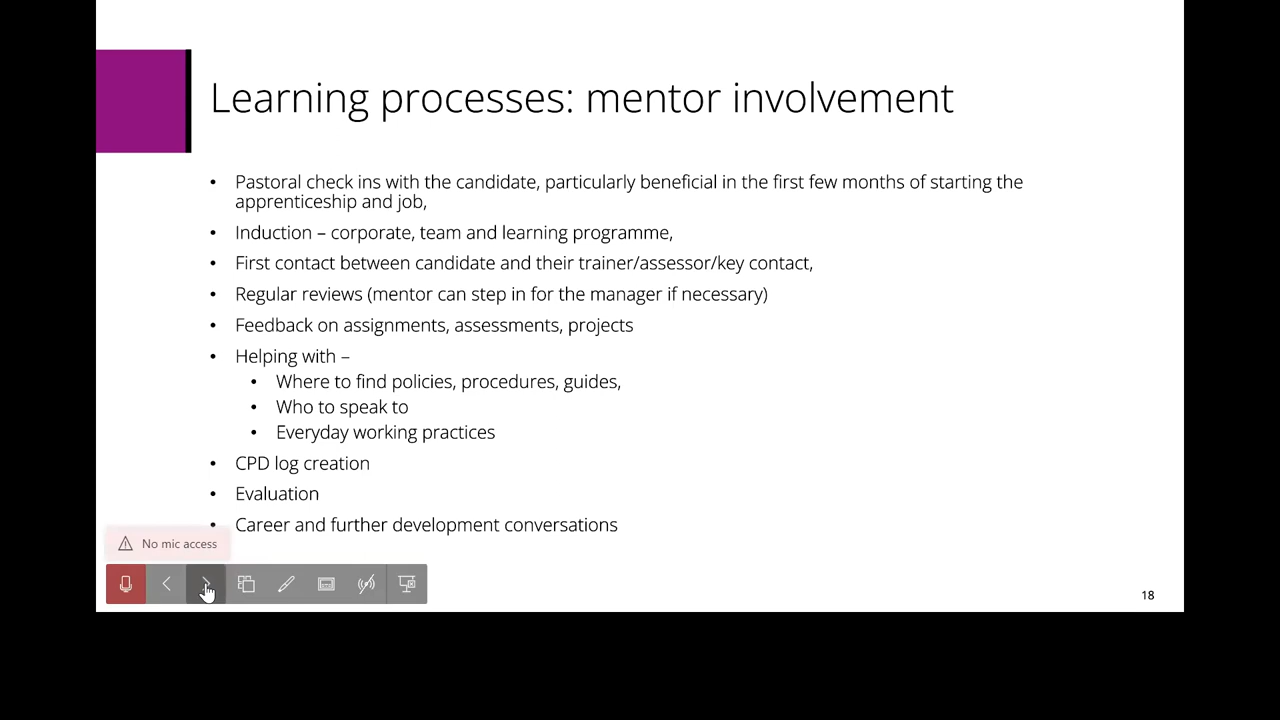 Learning processes: mentor involvement
• Pastoral check ins with the candidate, particularly beneficial in the first few months of starting the
apprenticeship and job,
• Induction – corporate, team and learning programme,
• First contact between candidate and their trainer/assessor/key contact,
• Regular reviews (mentor can step in for the manager if necessary)
• Feedback on assignments, assessments, projects
• Helping with –
• Where to find policies, procedures, guides,
• Who to speak to
• Everyday working practices
• CPD log creation
• Evaluation
• Career and further development conversations
No mic access
18